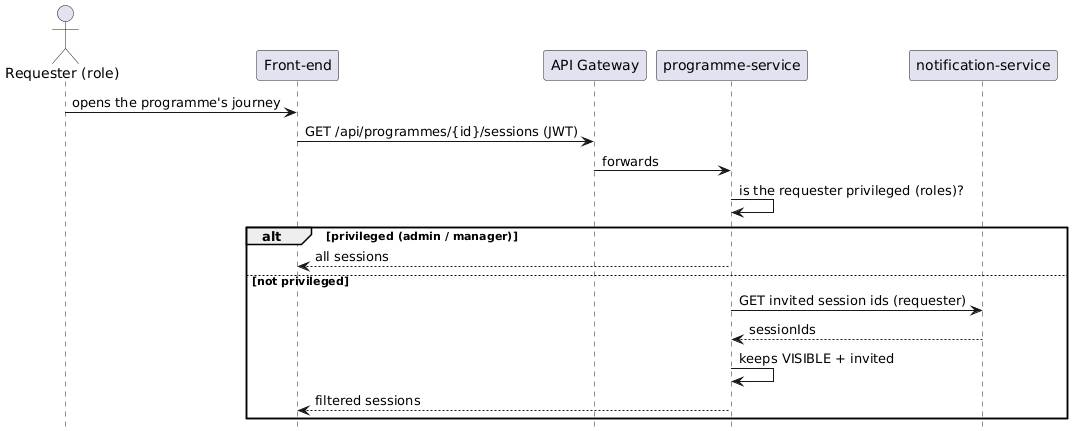 Requester (role)
Front-end
API Gateway
programme-service
notification-service
opens the programme's journey
GET /api/programmes/{id}/sessions (JWT)
forwards
is the requester privileged (roles)?
alt
[privileged (admin / manager)]
all sessions
[not privileged]
GET invited session ids (requester)
sessionIds
keeps VISIBLE + invited
filtered sessions